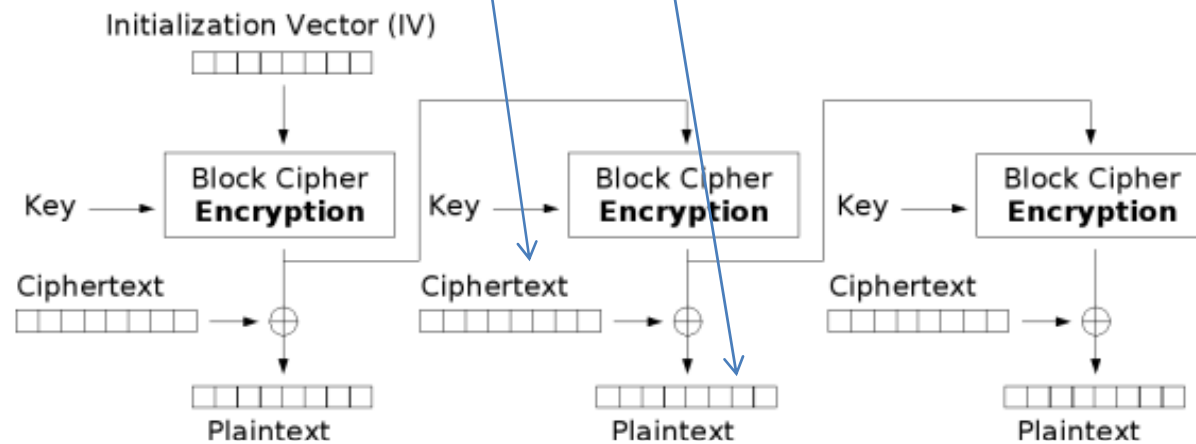 Initialization Vector (IV)
Key
Block Cipher
Encryption
Key
Block Cipher
Encryption
Key
Block Cipher
Encryption
Ciphertext
Ciphertext
Ciphertext
Plaintext
Plaintext
Plaintext